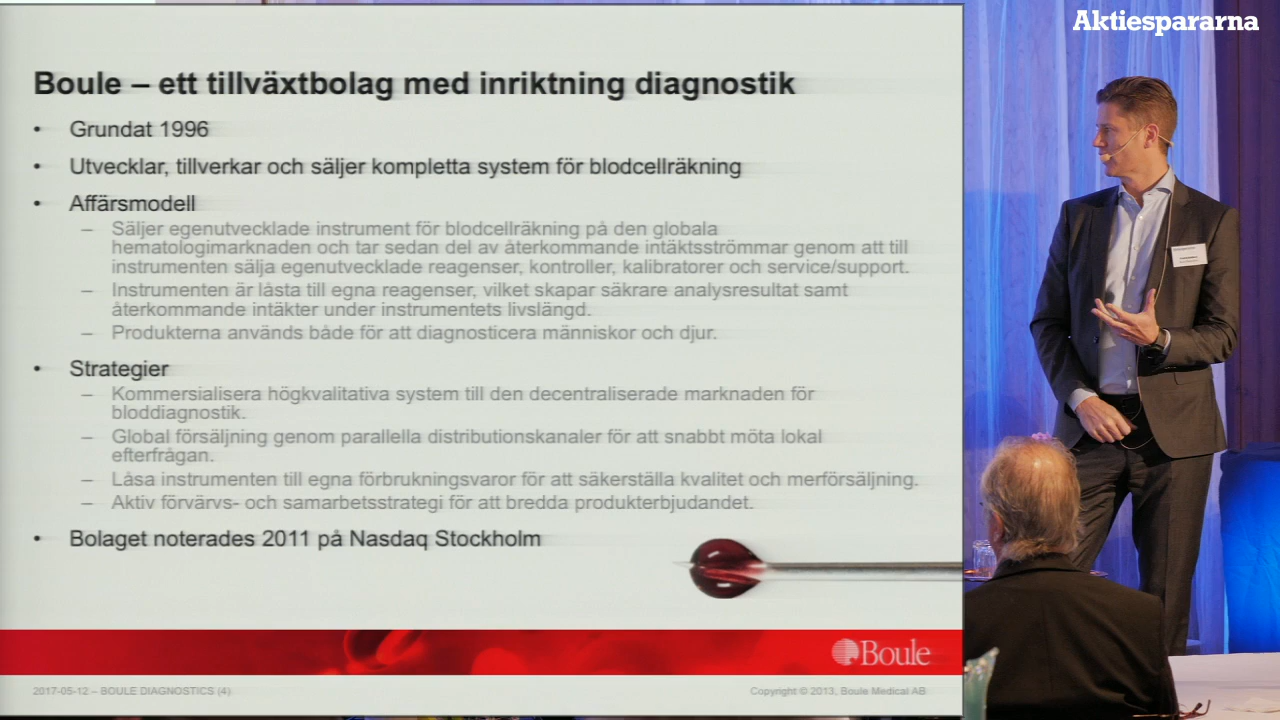 Aktiespararna
Boule – ett tillväxtbolag med inriktning diagnostik
• Grundat 1996
• Utvecklar, tillverkar och säljer kompletta system för blodcellräkning
• Affärsmodell
– Säljer egenutvecklade instrument för blodcellräkning på den globala
hematologimarknaden och tar sedan del av återkommande intäktsströmmar genom att till
instrumenten sälja egenutvecklade reagenser, kontroller, kalibratorer och service/support.
– Instrumenten är låsta till egna reagenser, vilket skapar säkrare analysresultat samt
återkommande intäkter under instrumentets livslängd.
– Produkterna används både för att diagnosticera människor och djur.
• Strategier
– Kommersialisera högkvalitativa system till den decentraliserade marknaden för
bloddiagnostik.
– Global försäljning genom parallella distributionskanaler för att snabbt möta lokal
efterfrågan.
– Låsa instrumenten till egna förbrukningsvaror för att säkerställa kvalitet och merförsäljning.
– Aktiv förvärvs- och samarbetsstrategi för att bredda produkterbjudandet.
• Bolaget noterades 2011 på Nasdaq Stockholm
Boule
2017-05-12 – BOULE DIAGNOSTICS (4)
Copyright © 2013, Boule Medical AB